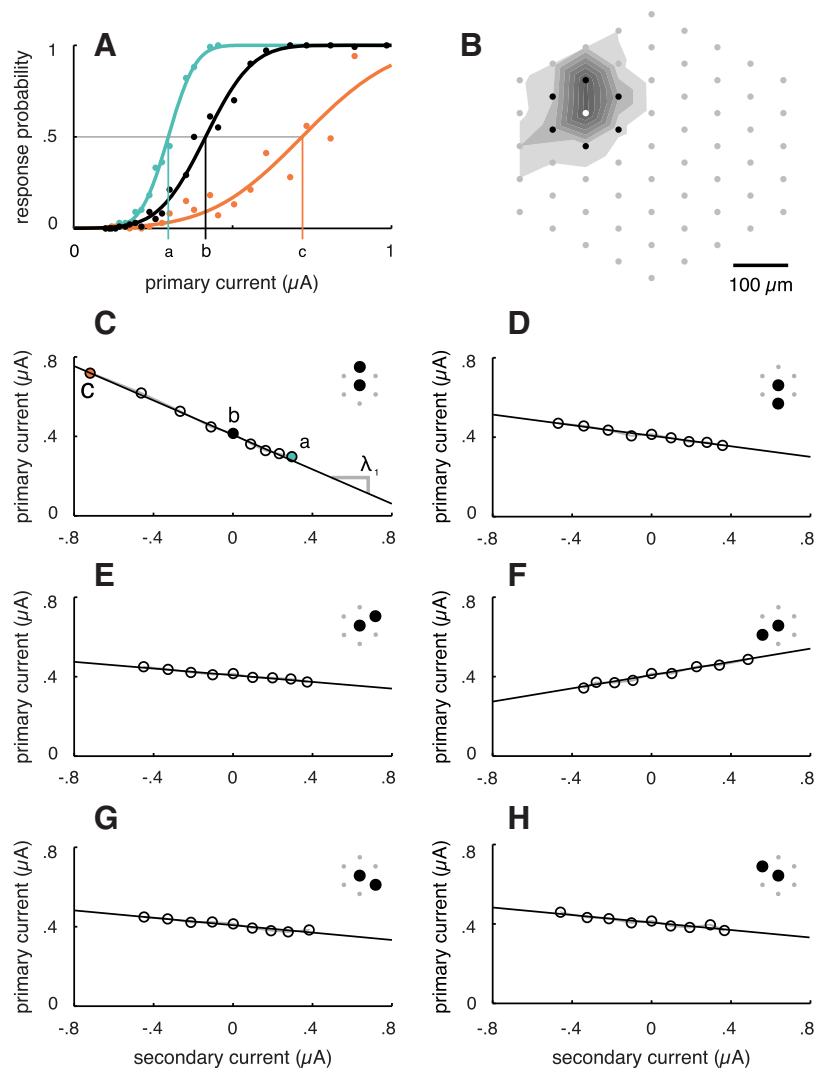 A
response probability
1
.5
0
0
a
b
c
1
primary current (µA)
B
100 µm
C
primary current (µA)
.8
.4
0
c
b
a
λ1
-.8
-.4
0
.4
.8
D
primary current (µA)
.8
.4
0
-.8
-.4
0
.4
.8
E
primary current (µA)
.8
.4
0
-.8
-.4
0
.4
.8
F
primary current (µA)
.8
.4
0
-.8
-.4
0
.4
.8
G
primary current (µA)
.8
.4
0
-.8
-.4
0
.4
.8
secondary current (µA)
H
primary current (µA)
.8
.4
0
-.8
-.4
0
.4
.8
secondary current (µA)